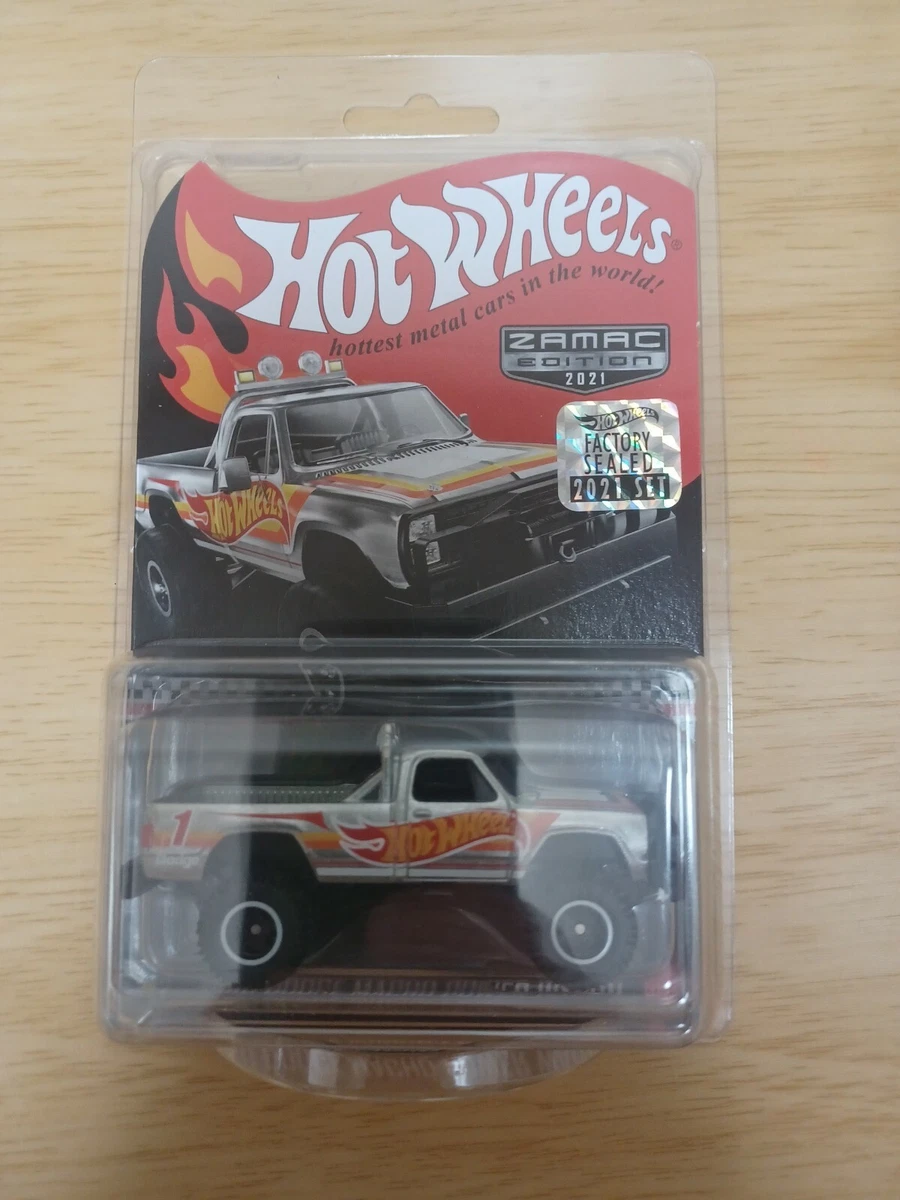 HOT WHEELS®
hottest metal cars in the world!
ZAMAC
EDITION
2021
HOT WHEELS
FACTORY
SEALED
2021 SET
HOT WHEELS
1
HOT WHEELS
Dodge